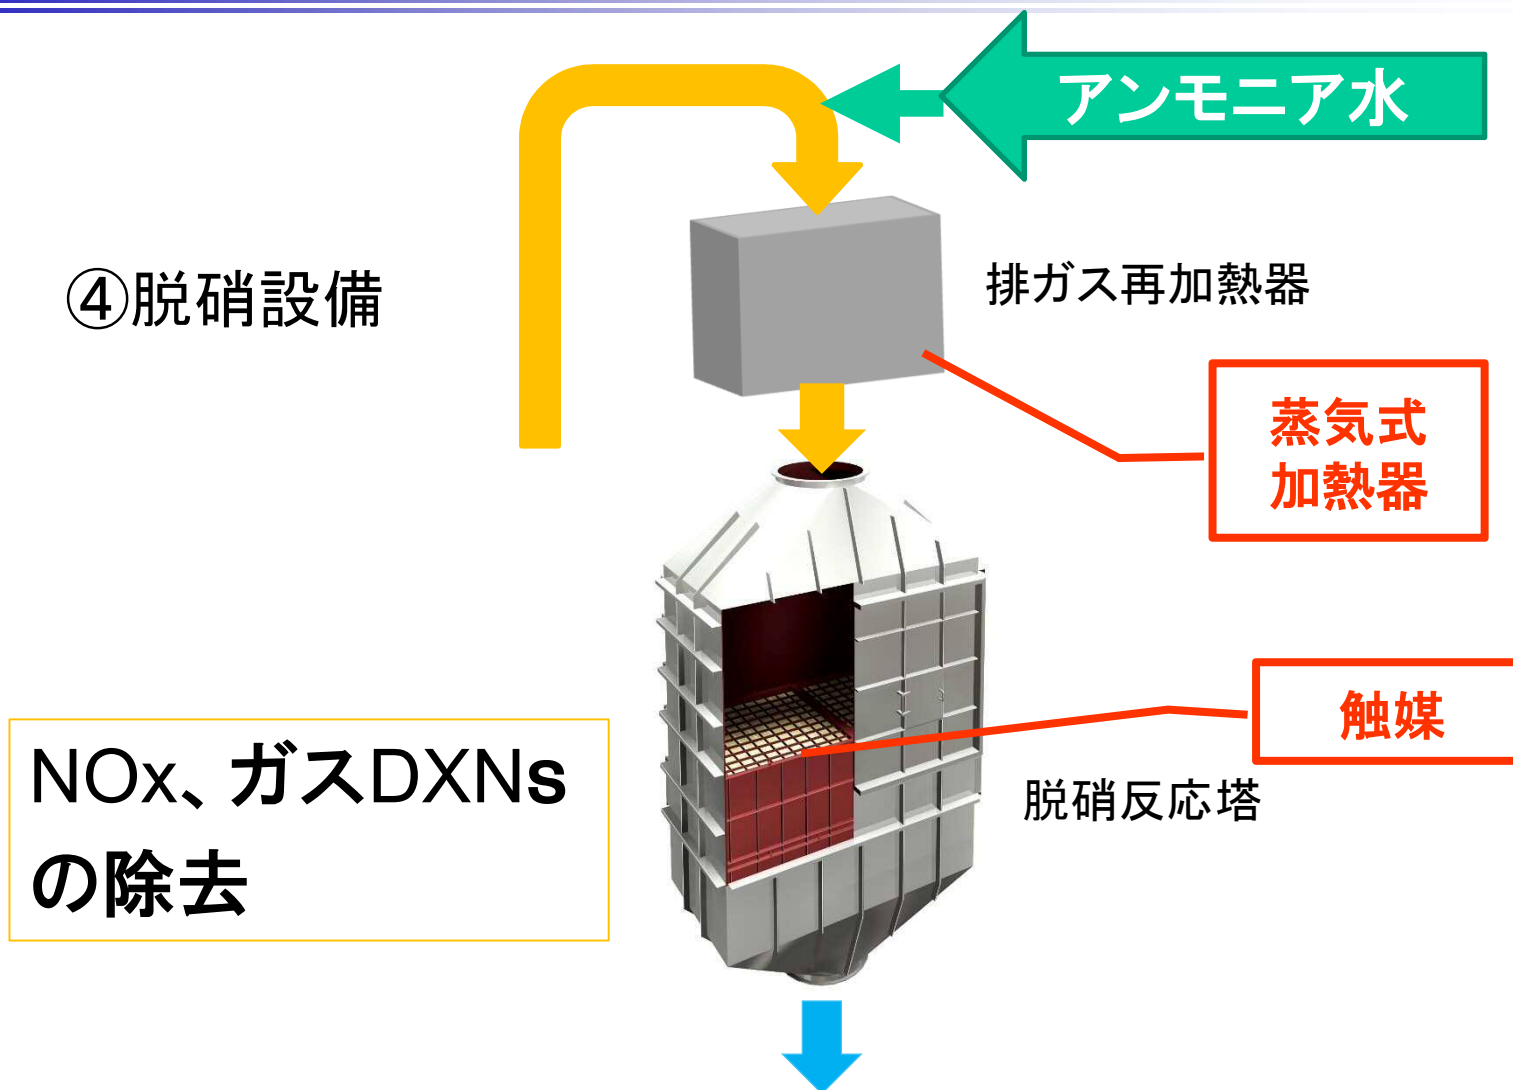 アンモニア水
④脱硝設備
排ガス再加熱器
蒸気式
加熱器
触媒
脱硝反応塔
NOx、ガスDXNs
の除去